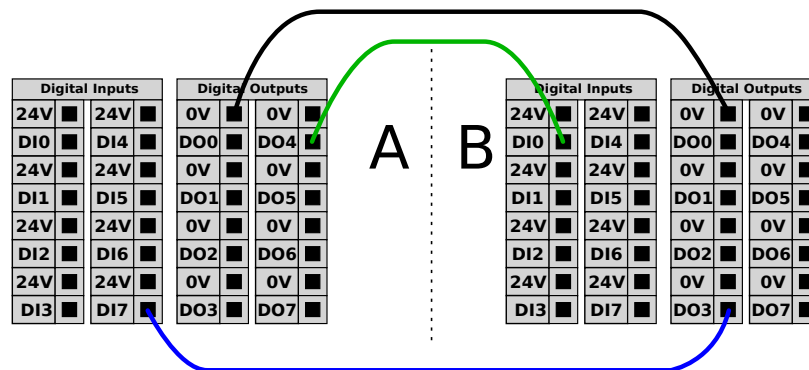 Digital Inputs Digital Outputs Digital Inputs Digital Outputs
24V 24V 0V 0V 24V 24V 0V 0V
DI0 DI4 DO0 DO4 A B DI0 DI4 DO0 DO4
24V 24V 0V 0V 24V 24V 0V 0V
DI1 DI5 DO1 DO5 DI1 DI5 DO1 DO5
24V 24V 0V 0V 24V 24V 0V 0V
DI2 DI6 DO2 DO6 DI2 DI6 DO2 DO6
24V 24V 0V 0V 24V 24V 0V 0V
DI3 DI7 DO3 DO7 DI3 DI7 DO3 DO7